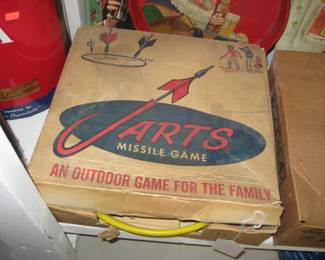 JARTS
MISSILE GAME
AN OUTDOOR GAME FOR THE FAMILY